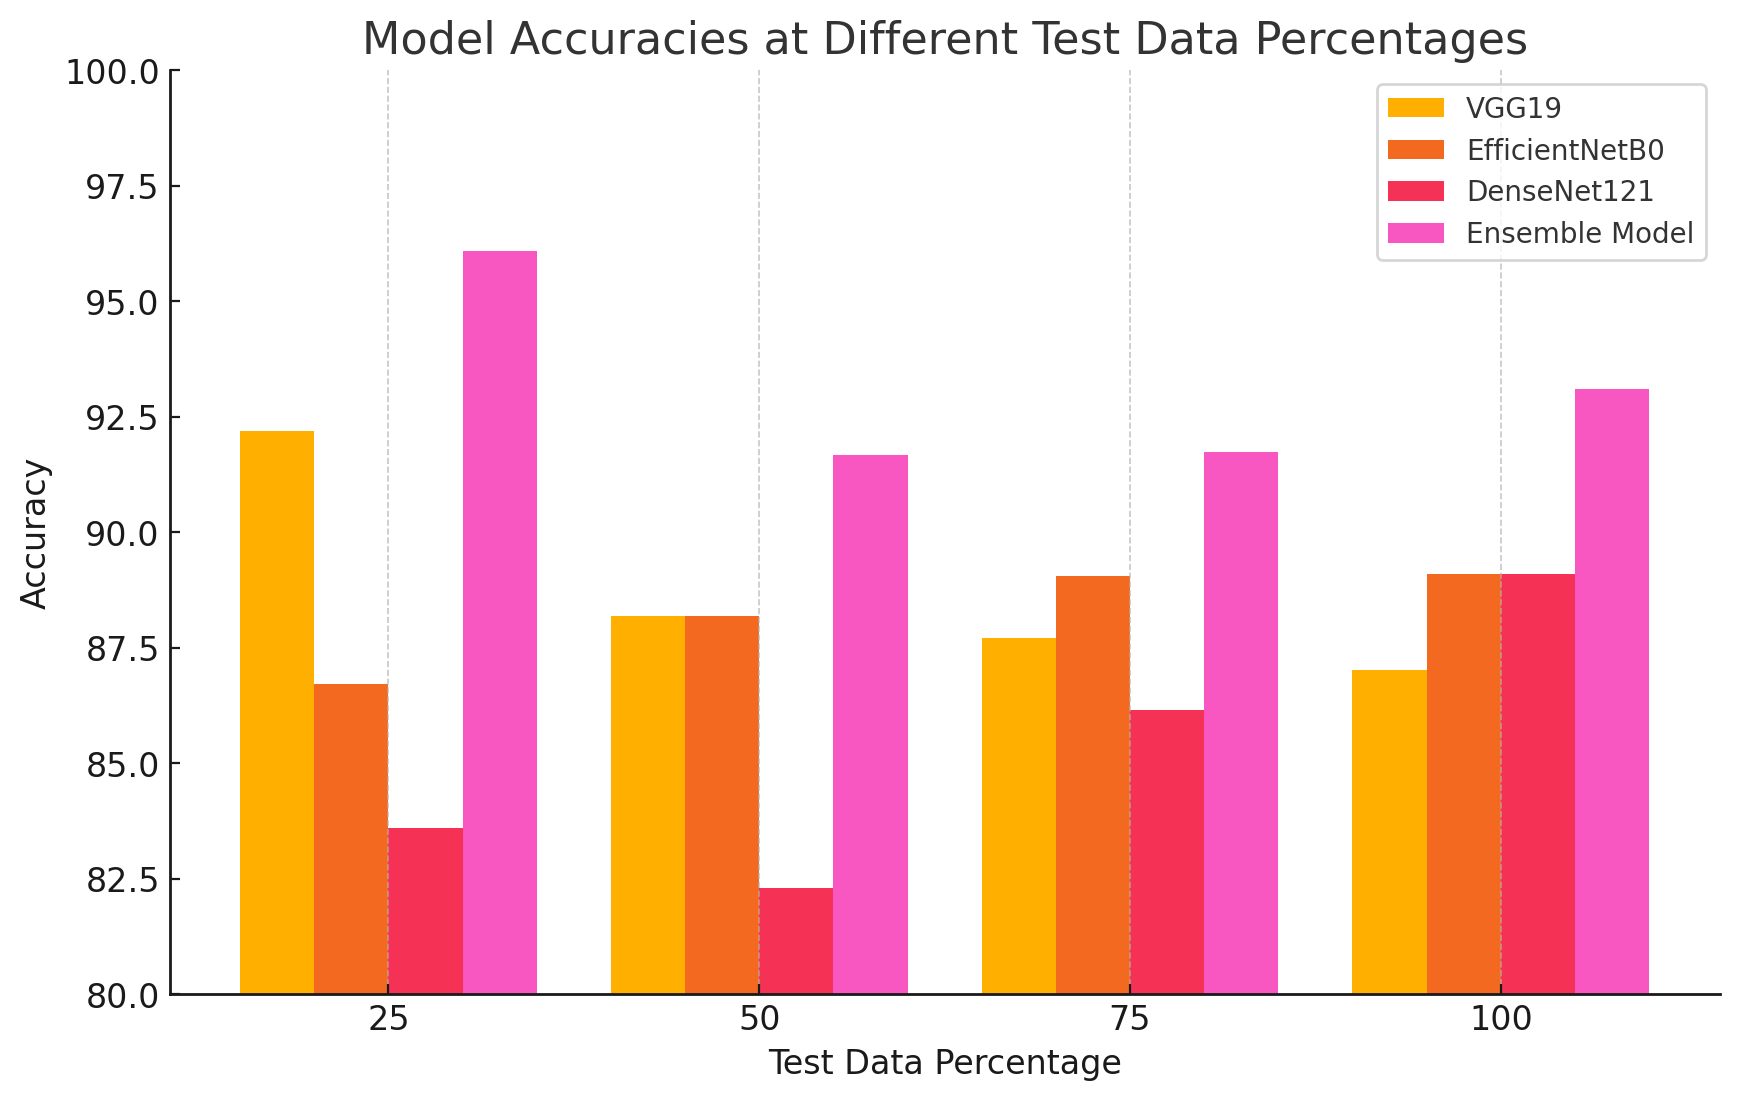 Model Accuracies at Different Test Data Percentages
100.0
97.5
95.0
92.5
90.0
87.5
85.0
82.5
80.0
Accuracy
VGG19
EfficientNetB0
DenseNet121
Ensemble Model
25 50 75 100
Test Data Percentage